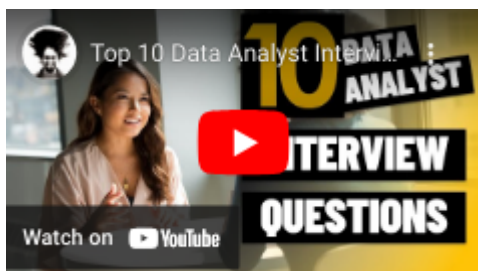 Top 10 Data Analyst Intervi...
10 DATA
ANALYST
INTERVIEW
QUESTIONS
Watch on YouTube